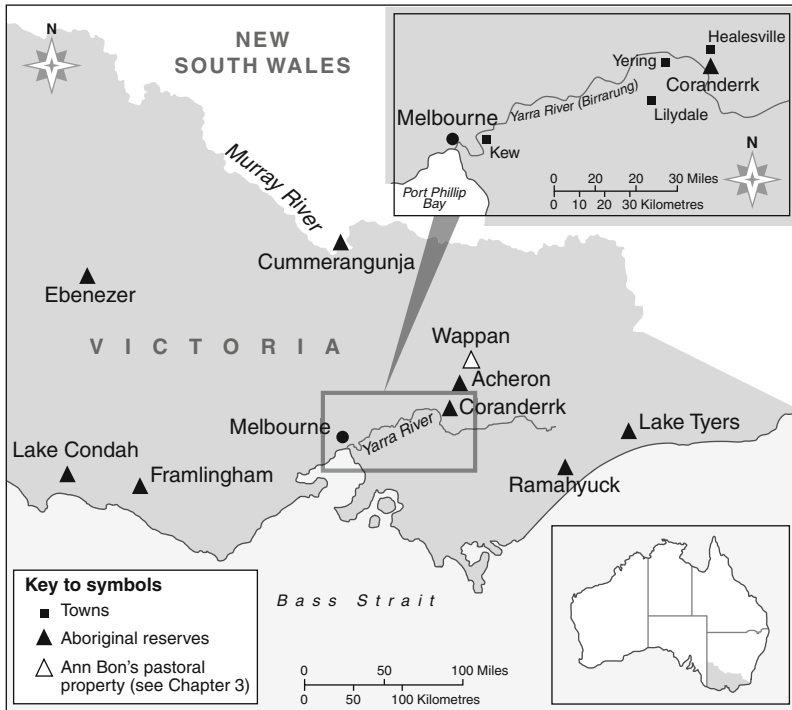 N
NEW
SOUTH WALES
Healesville
Yering
Coranderrk
Yarra River (Birrarung)
Lilydale
Melbourne
Kew
N
Port Phillip
Bay
0 20 20 30 Miles
0 10 20 30 Kilometres
Murray River
Cummerangunja
Ebenezer
VICTORIA
Wappan
Acheron
Coranderrk
Melbourne
Yarra River
Lake Tyers
Lake Condah
Framlingham
Ramahyuck
Key to symbols
Towns
Aboriginal reserves
Ann Bon's pastoral
property (see Chapter 3)
Bass Strait
0 50 100 Miles
0 50 100 Kilometres